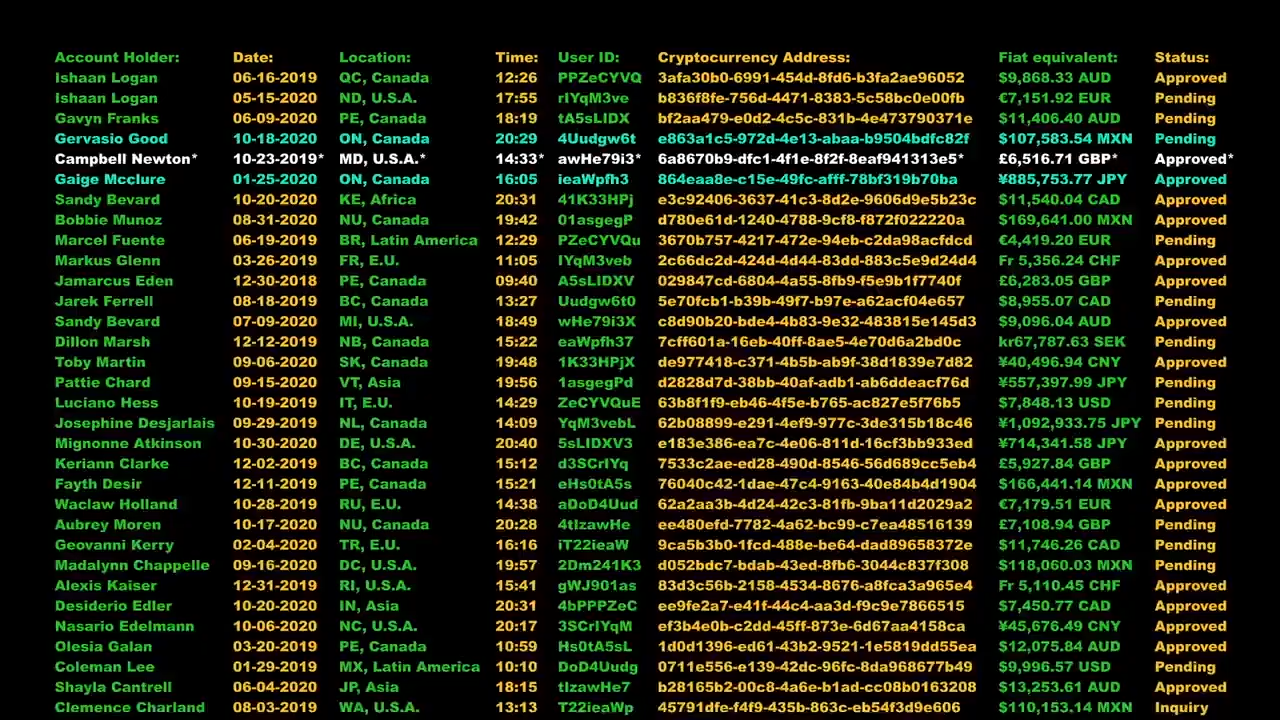 Account Holder: Date: Location: Time: User ID: Cryptocurrency Address: Fiat equivalent: Status:
Ishaan Logan 06-16-2019 QC, Canada 12:26 PPZeCYVQ 3afa30b0-6991-454d-8fd6-b3fa2ae96052 $9,868.33 AUD Approved
Ishaan Logan 05-15-2020 ND, U.S.A. 17:55 rIYqM3ve b836f8fe-756d-4471-8383-5c58bc0e00fb €7,151.92 EUR Pending
Gavyn Franks 06-09-2020 PE, Canada 18:19 tA5sLIDX bf2aa479-e0d2-4c5c-831b-4e473790371e $11,406.40 AUD Pending
Gervasio Good 10-18-2020 ON, Canada 20:29 4Uudgw6t e863a1c5-972d-4e13-abaa-b9504bdfc82f $107,583.54 MXN Pending
Campbell Newton* 10-23-2019* MD, U.S.A.* 14:33* awHe79i3* 6a8670b9-dfc1-4f1e-8f2f-8eaf941313e5* £6,516.71 GBP* Approved*
Gaige Mcclure 01-25-2020 ON, Canada 16:05 ieaWpfh3 864eaa8e-c15e-49fc-afff-78bf319b70ba ¥885,753.77 JPY Approved
Sandy Bevard 10-20-2020 KE, Africa 20:31 41K33HPj e3c92406-3637-41c3-8d2e-9606d9e5b23c $11,540.04 CAD Approved
Bobbie Munoz 08-31-2020 NU, Canada 19:42 01asgegP d780e61d-1240-4788-9cf8-f872f022220a $169,641.00 MXN Pending
Marcel Fuente 06-19-2019 BR, Latin America 12:29 PZeCYVQu 3670b757-4217-472e-94eb-c2da98acfdcd €4,419.20 EUR Pending
Markus Glenn 03-26-2019 FR, E.U. 11:05 IYqM3veb 2c66dc2d-424d-4d44-83dd-883c5e9d24d4 Fr 5,356.24 CHF Approved
Jamarcus Eden 12-30-2018 PE, Canada 09:40 A5sLIDXV 029847cd-6804-4a55-8fb9-f5e9b1f7740f £6,283.05 GBP Approved
Jarek Ferrell 08-18-2019 BC, Canada 13:27 Uudgw6t0 5e70fcb1-b39b-49f7-b97e-a62acf04e657 $8,955.07 CAD Pending
Sandy Bevard 07-09-2020 MI, U.S.A. 18:49 wHe79i3X c8d90b20-bde4-4b83-9e32-483815e145d3 $9,096.04 AUD Approved
Dillon Marsh 12-12-2019 NB, Canada 15:22 eaWpfh37 7cff601a-16eb-40ff-8ae5-4e70d6a2bd0c kr67,787.63 SEK Pending
Toby Martin 09-06-2020 SK, Canada 19:48 1K33HPjX de977418-c371-4b5b-ab9f-38d1839e7d82 ¥40,496.94 CNY Approved
Pattie Chard 09-15-2020 VT, Asia 19:56 1asgegPd d2828d7d-38bb-40af-adb1-ab6ddeacf76d ¥557,397.99 JPY Pending
Luciano Hess 10-19-2019 IT, E.U. 14:29 ZeCYVQuE 63b8f1f9-eb46-4f5e-b765-ac827e5f76b5 $7,848.13 USD Pending
Josephine Desjarlais 09-29-2019 NL, Canada 14:09 YqM3vebL 62b08899-e291-4ef9-977c-3de315b18c46 ¥1,092,933.75 JPY Pending
Mignonne Atkinson 10-30-2020 DE, U.S.A. 20:40 5sLIDXV3 e183e386-ea7c-4e06-811d-16cf3bb933ed ¥714,341.58 JPY Approved
Keriann Clarke 12-02-2019 BC, Canada 15:12 d3SCrIYq 7533c2ae-ed28-490d-8546-56d689cc5eb4 £5,927.84 GBP Approved
Fayth Desir 12-11-2019 PE, Canada 15:21 eHs0tA5s 76040c42-1dae-47c4-9163-40e84b4d1904 $166,441.14 MXN Approved
Waclaw Holland 10-28-2019 RU, E.U. 14:38 aDoD4Uud 62a2aa3b-4d24-42c3-81fb-9ba11d2029a2 €7,179.51 EUR Approved
Aubrey Moren 10-17-2020 NU, Canada 20:28 4tIzawHe ee480efd-7782-4a62-bc99-c7ea48516139 £7,108.94 GBP Pending
Geovanni Kerry 02-04-2020 TR, E.U. 16:16 iT22ieaW 9ca5b3b0-1fcd-488e-be64-dad89658372e $11,746.26 CAD Pending
Madalynn Chappelle 09-16-2020 DC, U.S.A. 19:57 2Dm241K3 d052bdc7-bdab-43ed-8fb6-3044c837f308 $118,060.03 MXN Pending
Alexis Kaiser 12-31-2019 RI, U.S.A. 15:41 gWJ901as 83d3c56b-2158-4534-8676-a8fca3a965e4 Fr 5,110.45 CHF Approved
Desiderio Edler 10-20-2020 IN, Asia 20:31 4bPPPZeC ee9fe2a7-e41f-44c4-aa3d-f9c9e7866515 $7,450.77 CAD Approved
Nasario Edelmann 10-06-2020 NC, U.S.A. 20:17 3SCrIYqM ef3b4e0b-c2dd-45ff-873e-6d67aa4158ca ¥45,676.49 CNY Approved
Olesia Galan 03-20-2019 PE, Canada 10:59 Hs0tA5sL 1d0d1396-ed61-43b2-9521-1e5819dd55ea $12,075.84 AUD Approved
Coleman Lee 01-29-2019 MX, Latin America 10:10 DoD4Uudg 0711e556-e139-42dc-96fc-8da968677b49 $9,996.57 USD Pending
Shayla Cantrell 06-04-2020 JP, Asia 18:15 tIzawHe7 b28165b2-00c8-4a6e-b1ad-cc08b0163208 $13,253.61 AUD Approved
Clemence Charland 08-03-2019 WA, U.S.A. 13:13 T22ieaWp 45791dfe-f4f9-435b-863c-eb54f3d9e606 $110,153.14 MXN Inquiry